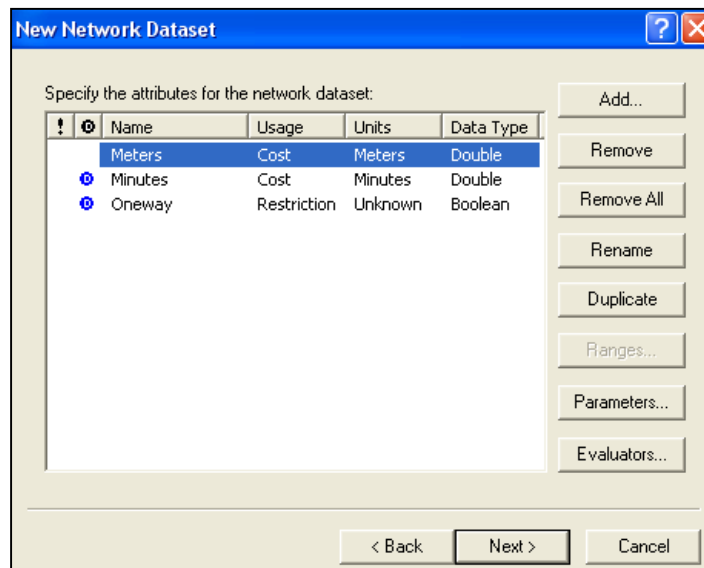 New Network Dataset
Specify the attributes for the network dataset:
! D Name Usage Units Data Type
Meters Cost Meters Double
D Minutes Cost Minutes Double
D Oneway Restriction Unknown Boolean
Add...
Remove
Remove All
Rename
Duplicate
Ranges...
Parameters...
Evaluators...
< Back Next > Cancel